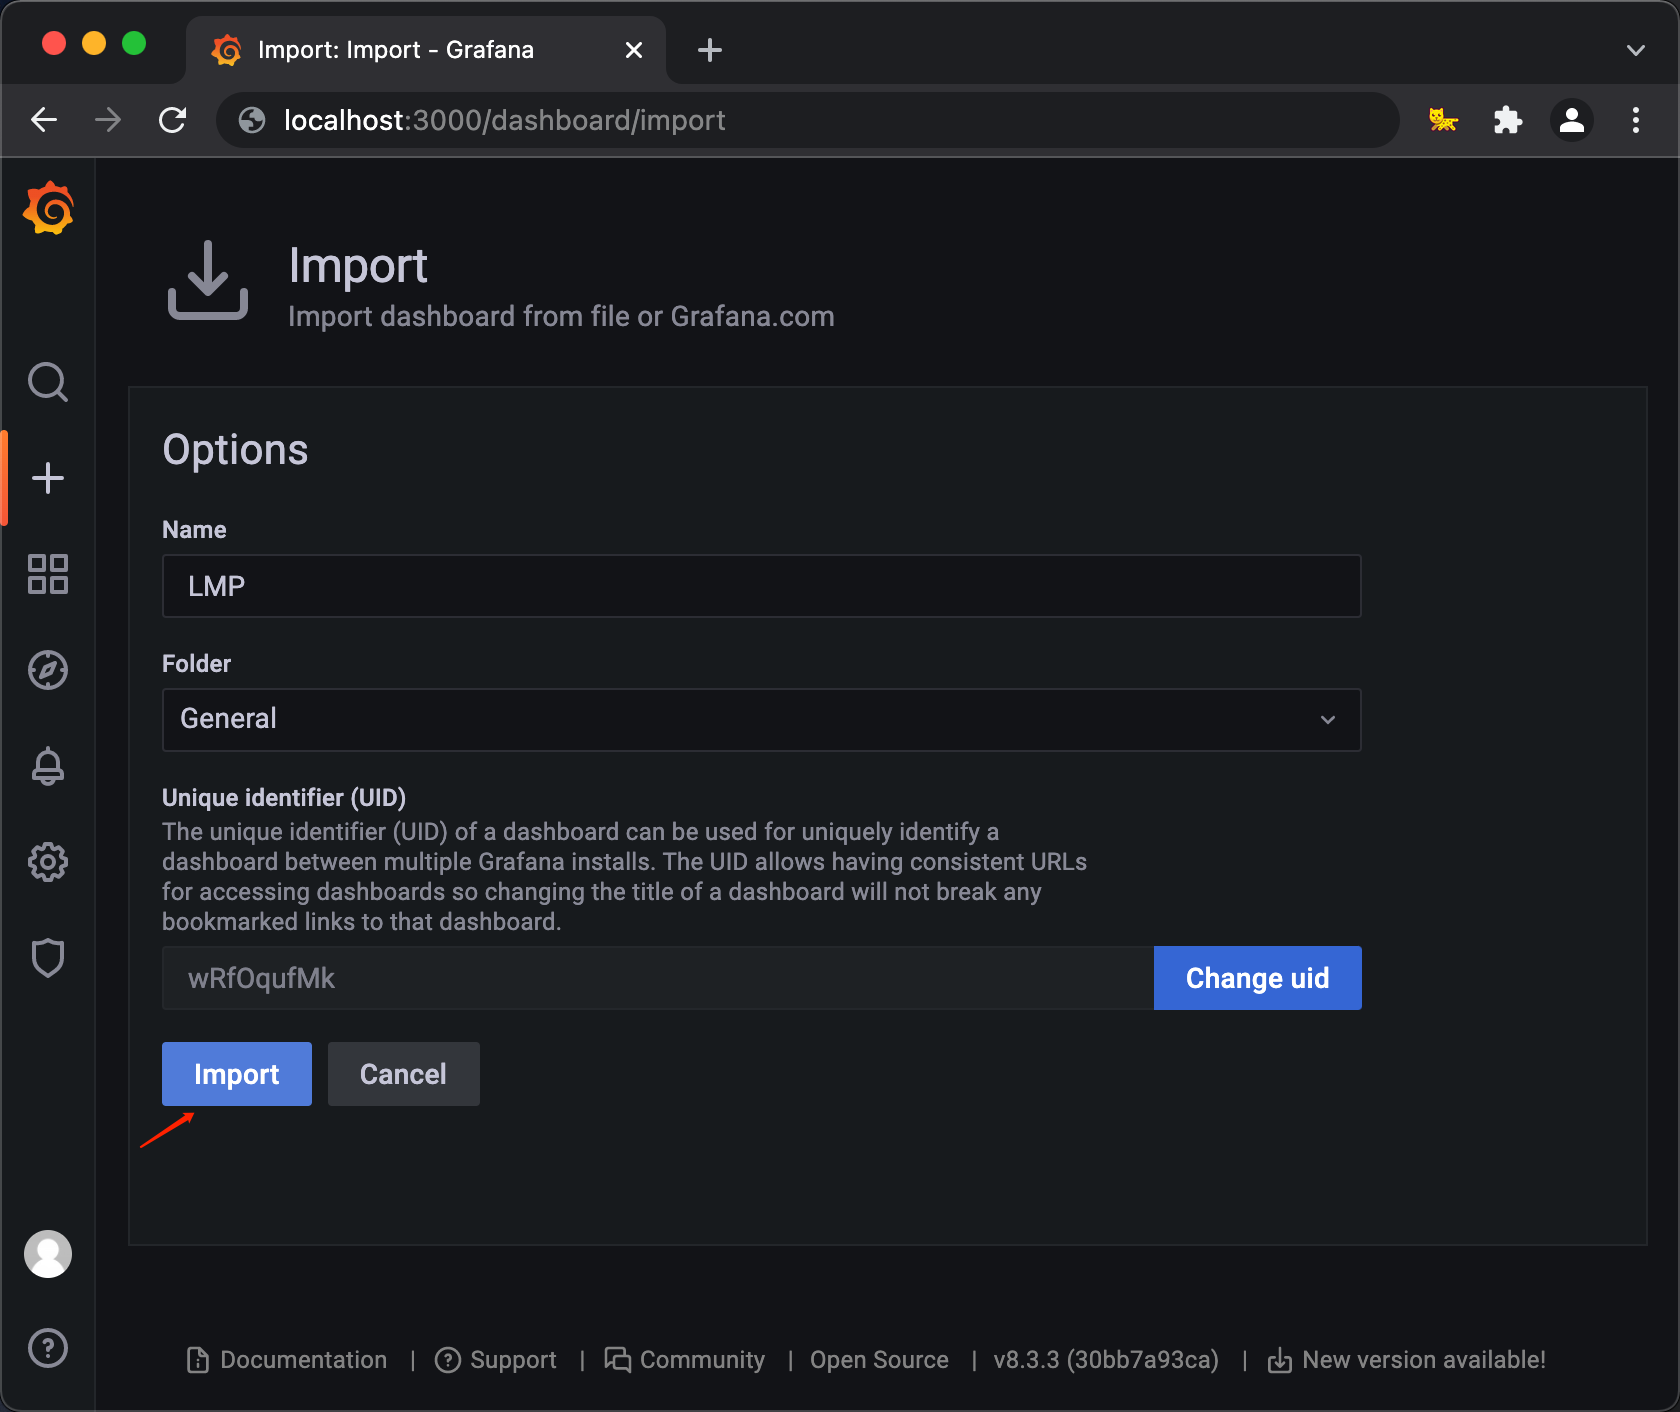 Import: Import - Grafana
localhost:3000/dashboard/import
Import
Import dashboard from file or Grafana.com
Options
Name
LMP
Folder
General
Unique identifier (UID)
The unique identifier (UID) of a dashboard can be used for uniquely identify a
dashboard between multiple Grafana installs. The UID allows having consistent URLs
for accessing dashboards so changing the title of a dashboard will not break any
bookmarked links to that dashboard.
wRfOqufMk
Change uid
Import
Cancel
Documentation | Support | Community | Open Source | v8.3.3 (30bb7a93ca) | New version available!